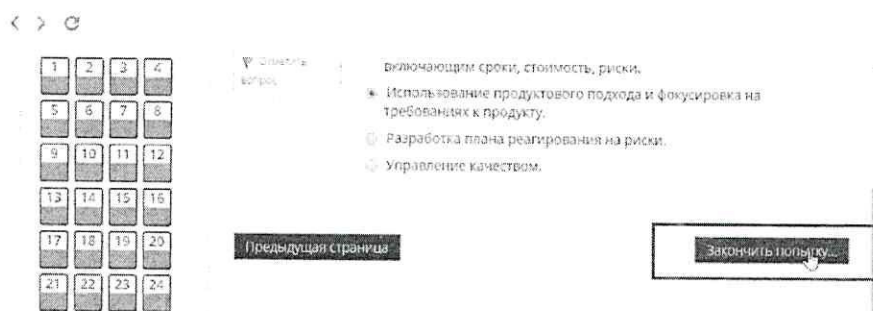 1 2 3 4
5 6 7 8
9 10 11 12
13 14 15 16
17 18 19 20
21 22 23 24
Отметить
вопрос
включающим сроки, стоимость, риски.
Использование продуктового подхода и фокусировка на
требованиях к продукту.
Разработка плана реагирования на риски.
Управление качеством.
Предыдущая страница
Закончить попытку...